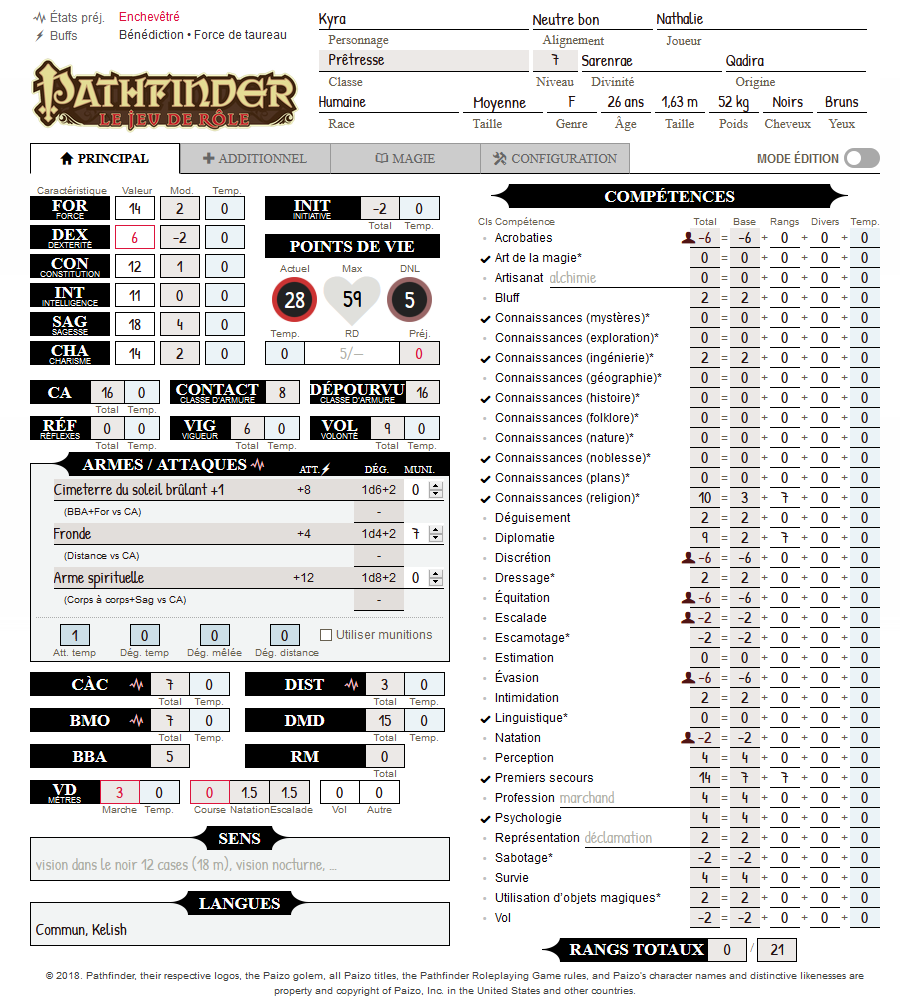 États préj. Enchevêtré
Buffs Bénédiction • Force de taureau
Kyra Neutre bon Nathalie
Personnage Alignement Joueur
Prêtresse 7 Sarenrae Qadira
Classe Niveau Divinité Origine
Humaine Moyenne F 26 ans 1,63 m 52 kg Noirs Bruns
Race Taille Genre Âge Taille Poids Cheveux Yeux
PATHFINDER
LE JEU DE RÔLE
PRINCIPAL ADDITIONNEL MAGIE CONFIGURATION MODE ÉDITION
Caractéristique Valeur Mod. Temp.
FOR 14 2 0
FORCE
DEX 6 -2 0
DEXTERITÉ
CON 12 1 0
CONSTITUTION
INT 11 0 0
INTELLIGENCE
SAG 18 4 0
SAGESSE
CHA 14 2 0
CHARISME
INIT -2 0
INITIATIVE
Total Temp.
POINTS DE VIE
Actuel Max DNL
28 59 5
Temp. RD Préj.
0 5/— 0
CA 16 0
Total Temp.
CONTACT 8
CLASSE D'ARMURE
DÉPOURVU 16
CLASSE D'ARMURE
RÉF 0 0
RÉFLEXES
Total Temp.
VIG 6 0
VIGUEUR
Total Temp.
VOL 9 0
VOLONTÉ
Total Temp.
ARMES / ATTAQUES ATT. DÉG. MUNI.
Cimeterre du soleil brûlant +1 +8 1d6+2 0
(BBA+For vs CA) -
Fronde +4 1d4+2 7
(Distance vs CA) -
Arme spirituelle +12 1d8+2 0
(Corps à corps+Sag vs CA) -
1 0 0 0 Utiliser munitions
Att. temp Dég. temp Dég. mêlée Dég. distance
CÀC 7 0
Total Temp.
DIST 3 0
Total Temp.
BMO 7 0
Total Temp.
DMD 15 0
Total Temp.
BBA 5
RM 0
Total
VD 3 0 0 1.5 1.5 0 0
MÈTRES
Marche Temp. Course Natation Escalade Vol Autre
SENS
vision dans le noir 12 cases (18 m), vision nocturne, ...
LANGUES
Commun, Kelish
COMPÉTENCES
Cls Compétence Total Base Rangs Divers Temp.
Acrobaties -6 = -6 + 0 + 0 + 0
Art de la magie* 0 = 0 + 0 + 0 + 0
Artisanat alchimie 0 = 0 + 0 + 0 + 0
Bluff 2 = 2 + 0 + 0 + 0
Connaissances (mystères)* 0 = 0 + 0 + 0 + 0
Connaissances (exploration)* 0 = 0 + 0 + 0 + 0
Connaissances (ingénierie)* 2 = 2 + 0 + 0 + 0
Connaissances (géographie)* 0 = 0 + 0 + 0 + 0
Connaissances (histoire)* 0 = 0 + 0 + 0 + 0
Connaissances (folklore)* 0 = 0 + 0 + 0 + 0
Connaissances (nature)* 0 = 0 + 0 + 0 + 0
Connaissances (noblesse)* 0 = 0 + 0 + 0 + 0
Connaissances (plans)* 0 = 0 + 0 + 0 + 0
Connaissances (religion)* 10 = 3 + 7 + 0 + 0
Déguisement 2 = 2 + 0 + 0 + 0
Diplomatie 9 = 2 + 7 + 0 + 0
Discrétion -6 = -6 + 0 + 0 + 0
Dressage* 2 = 2 + 0 + 0 + 0
Équitation -6 = -6 + 0 + 0 + 0
Escalade -2 = -2 + 0 + 0 + 0
Escamotage* -2 = -2 + 0 + 0 + 0
Estimation 0 = 0 + 0 + 0 + 0
Évasion -6 = -6 + 0 + 0 + 0
Intimidation 2 = 2 + 0 + 0 + 0
Linguistique* 0 = 0 + 0 + 0 + 0
Natation -2 = -2 + 0 + 0 + 0
Perception 4 = 4 + 0 + 0 + 0
Premiers secours 14 = 7 + 7 + 0 + 0
Profession marchand 4 = 4 + 0 + 0 + 0
Psychologie 4 = 4 + 0 + 0 + 0
Représentation déclamation 2 = 2 + 0 + 0 + 0
Sabotage* -2 = -2 + 0 + 0 + 0
Survie 4 = 4 + 0 + 0 + 0
Utilisation d'objets magiques* 2 = 2 + 0 + 0 + 0
Vol -2 = -2 + 0 + 0 + 0
RANGS TOTAUX 0 / 21
© 2018. Pathfinder, their respective logos, the Paizo golem, all Paizo titles, the Pathfinder Roleplaying Game rules, and Paizo's character names and distinctive likenesses are
property and copyright of Paizo, Inc. in the United States and other countries.